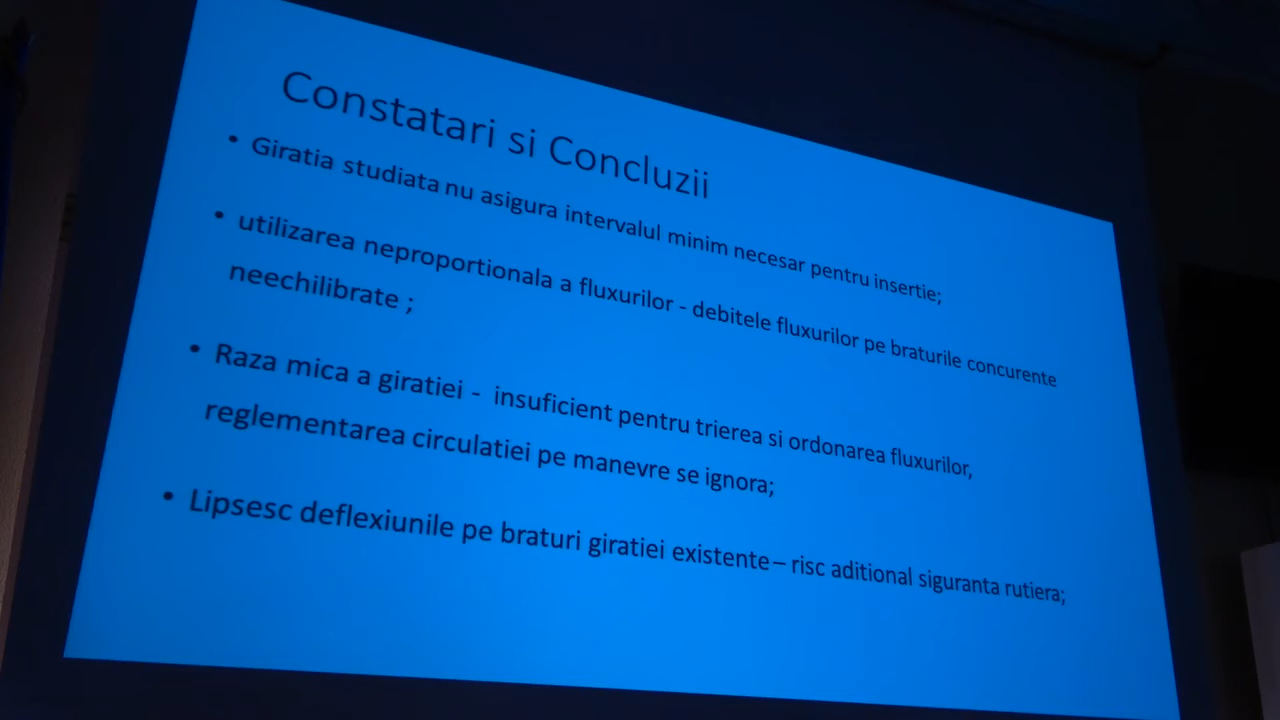 Constatari si Concluzii
• Giratia studiata nu asigura intervalul minim necesar pentru insertie;
• utilizarea neproportionala a fluxurilor - debitele fluxurilor pe braturile concurente
neechilibrate ;
• Raza mica a giratiei - insuficient pentru trierea si ordonarea fluxurilor,
reglementarea circulatiei pe manevre se ignora;
• Lipsesc deflexiunile pe braturi giratiei existente – risc aditional siguranta rutiera;